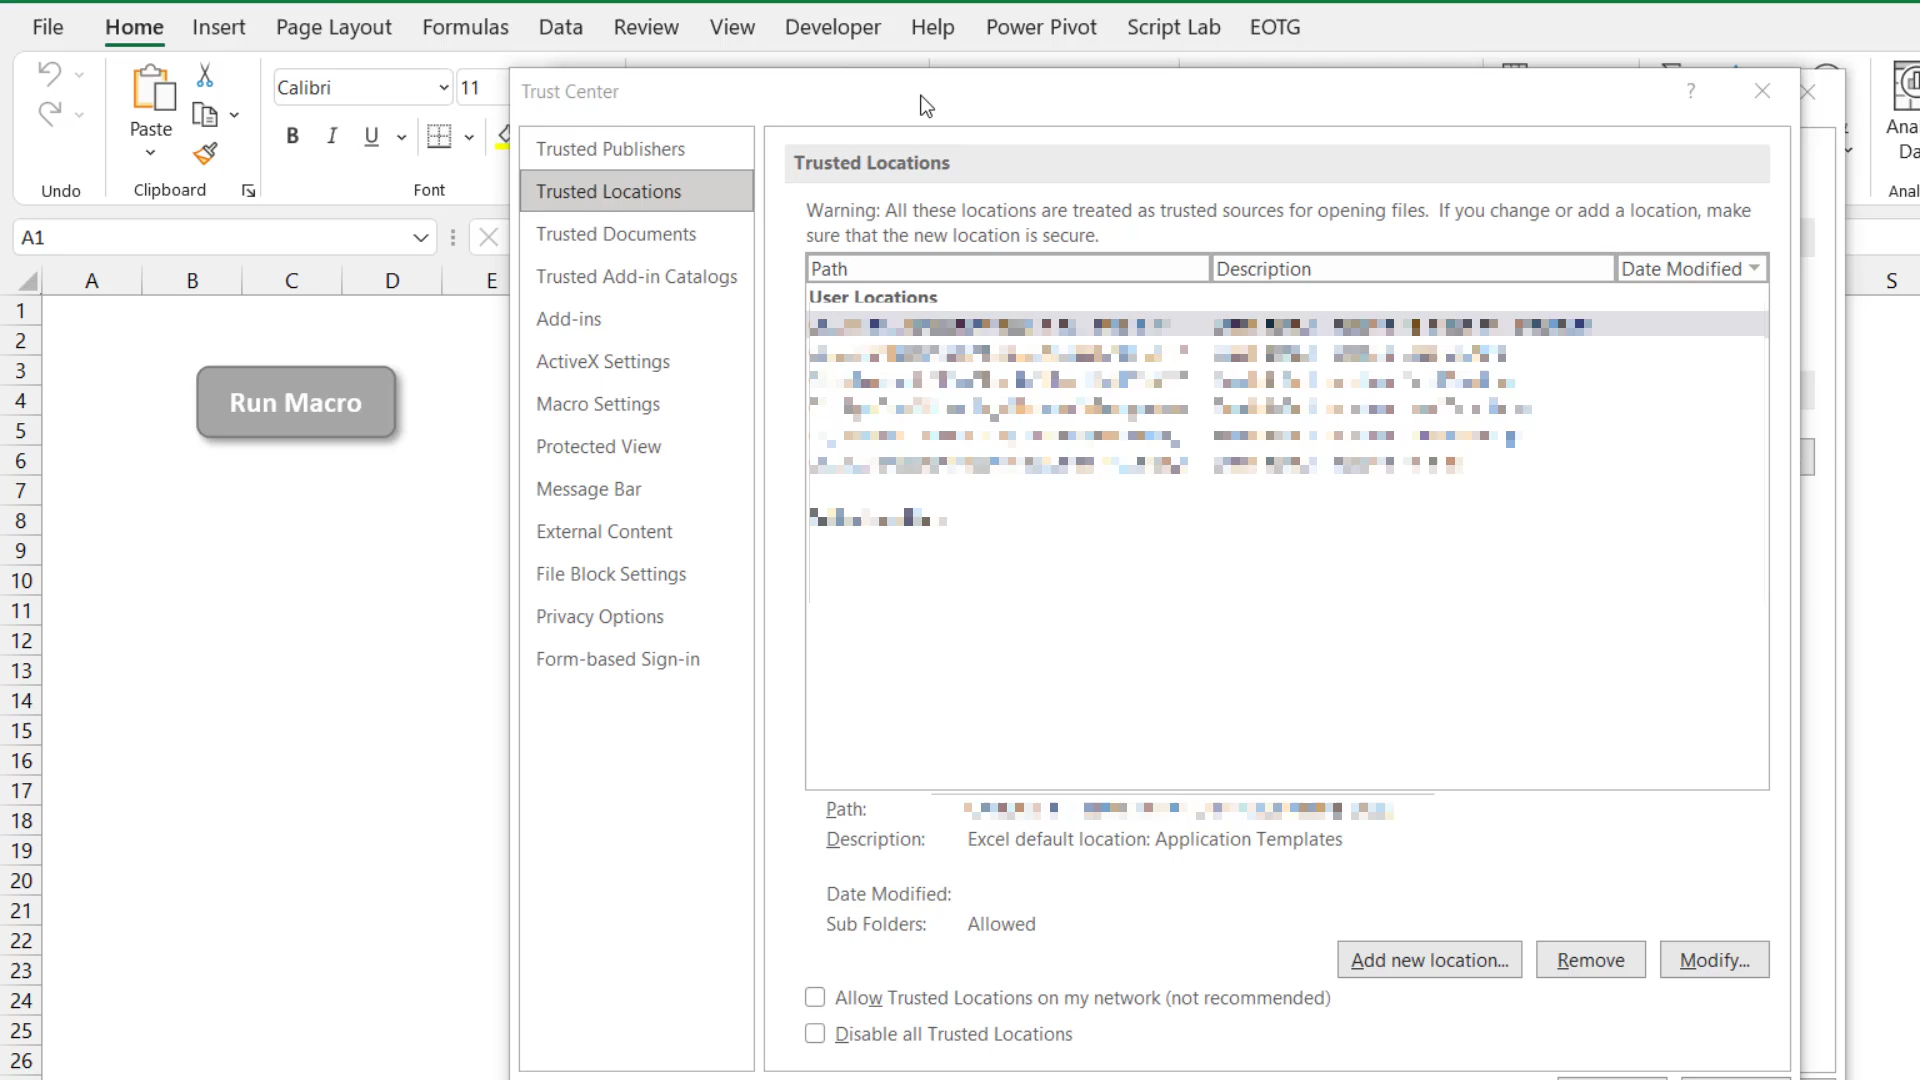 File Home Insert Page Layout Formulas Data Review View Developer Help Power Pivot Script Lab EOTG
Calibri 11
Paste
B I U
Undo Clipboard Font
A1
A B C D E S
1
2
3
4
5
6
7
8
9
10
11
12
13
14
15
16
17
18
19
20
21
22
23
24
25
26
Run Macro
Trust Center ?
Trusted Publishers
Trusted Locations
Trusted Documents
Trusted Add-in Catalogs
Add-ins
ActiveX Settings
Macro Settings
Protected View
Message Bar
External Content
File Block Settings
Privacy Options
Form-based Sign-in
Trusted Locations
Warning: All these locations are treated as trusted sources for opening files. If you change or add a location, make
sure that the new location is secure.
Path Description Date Modified
User Locations
Path:
Description: Excel default location: Application Templates
Date Modified:
Sub Folders: Allowed
Add new location... Remove Modify...
Allow Trusted Locations on my network (not recommended)
Disable all Trusted Locations